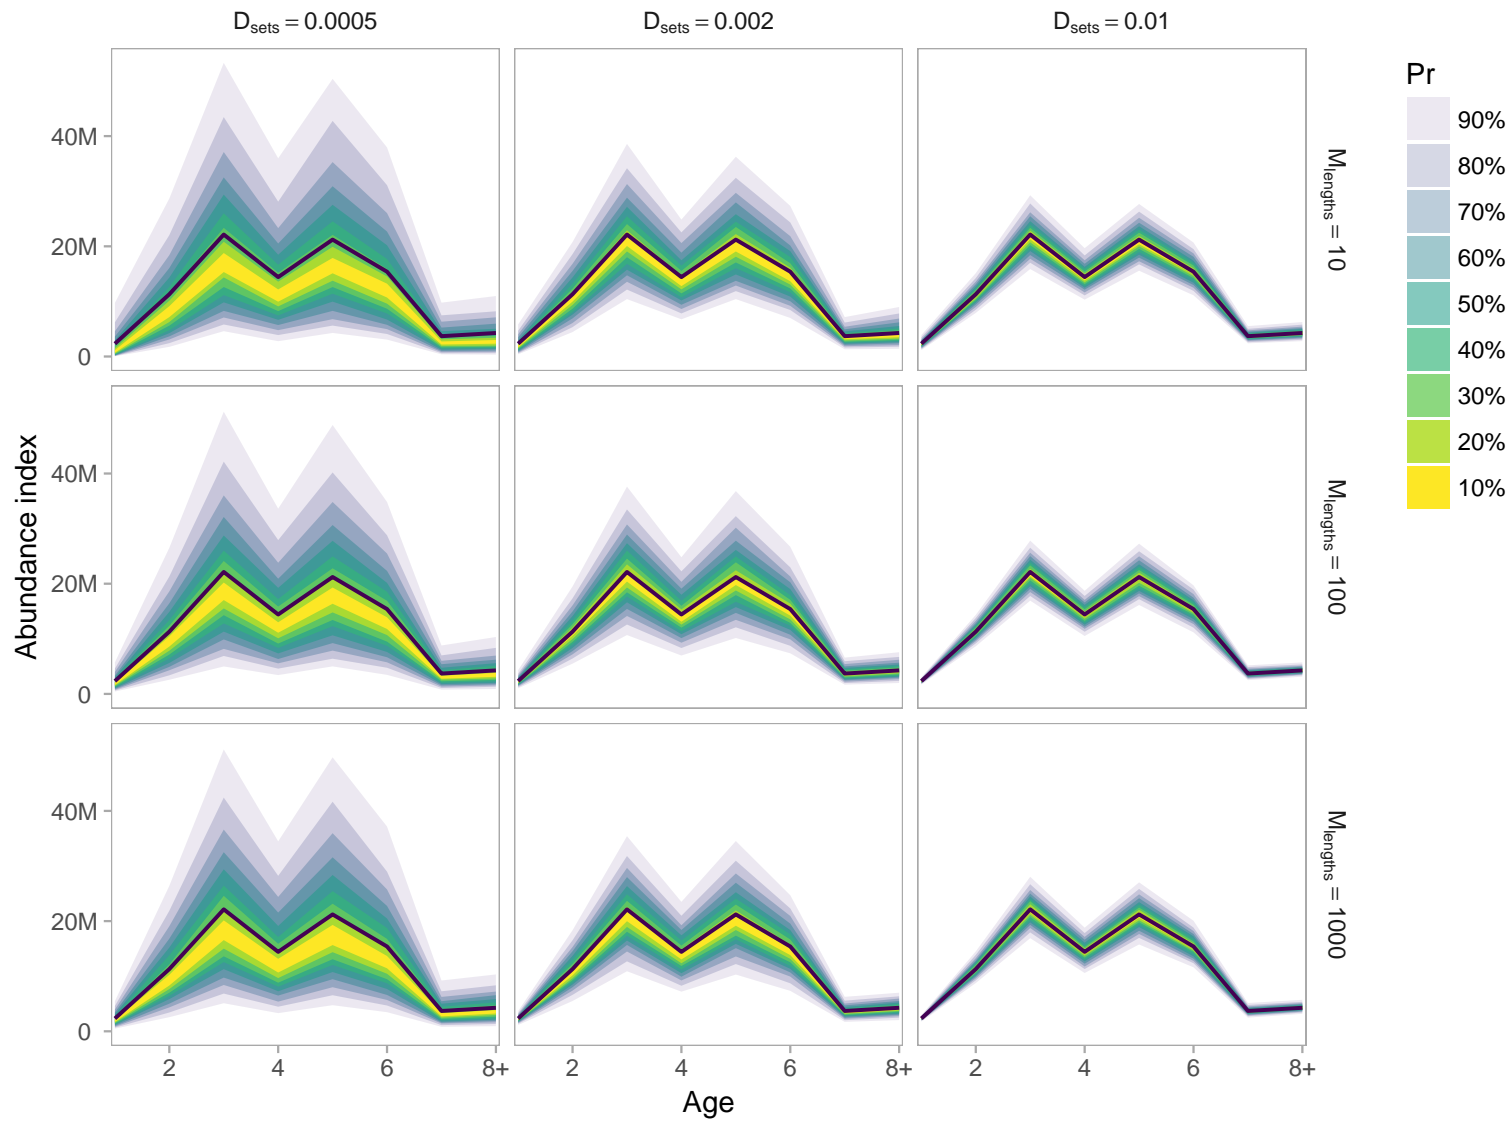 D_sets = 0.0005
D_sets = 0.002
D_sets = 0.01
40M
20M
0
M_lengths = 10
40M
20M
0
M_lengths = 100
40M
20M
0
M_lengths = 1000
2
4
6
8+
2
4
6
8+
2
4
6
8+
Age
Abundance index
Pr
90%
80%
70%
60%
50%
40%
30%
20%
10%